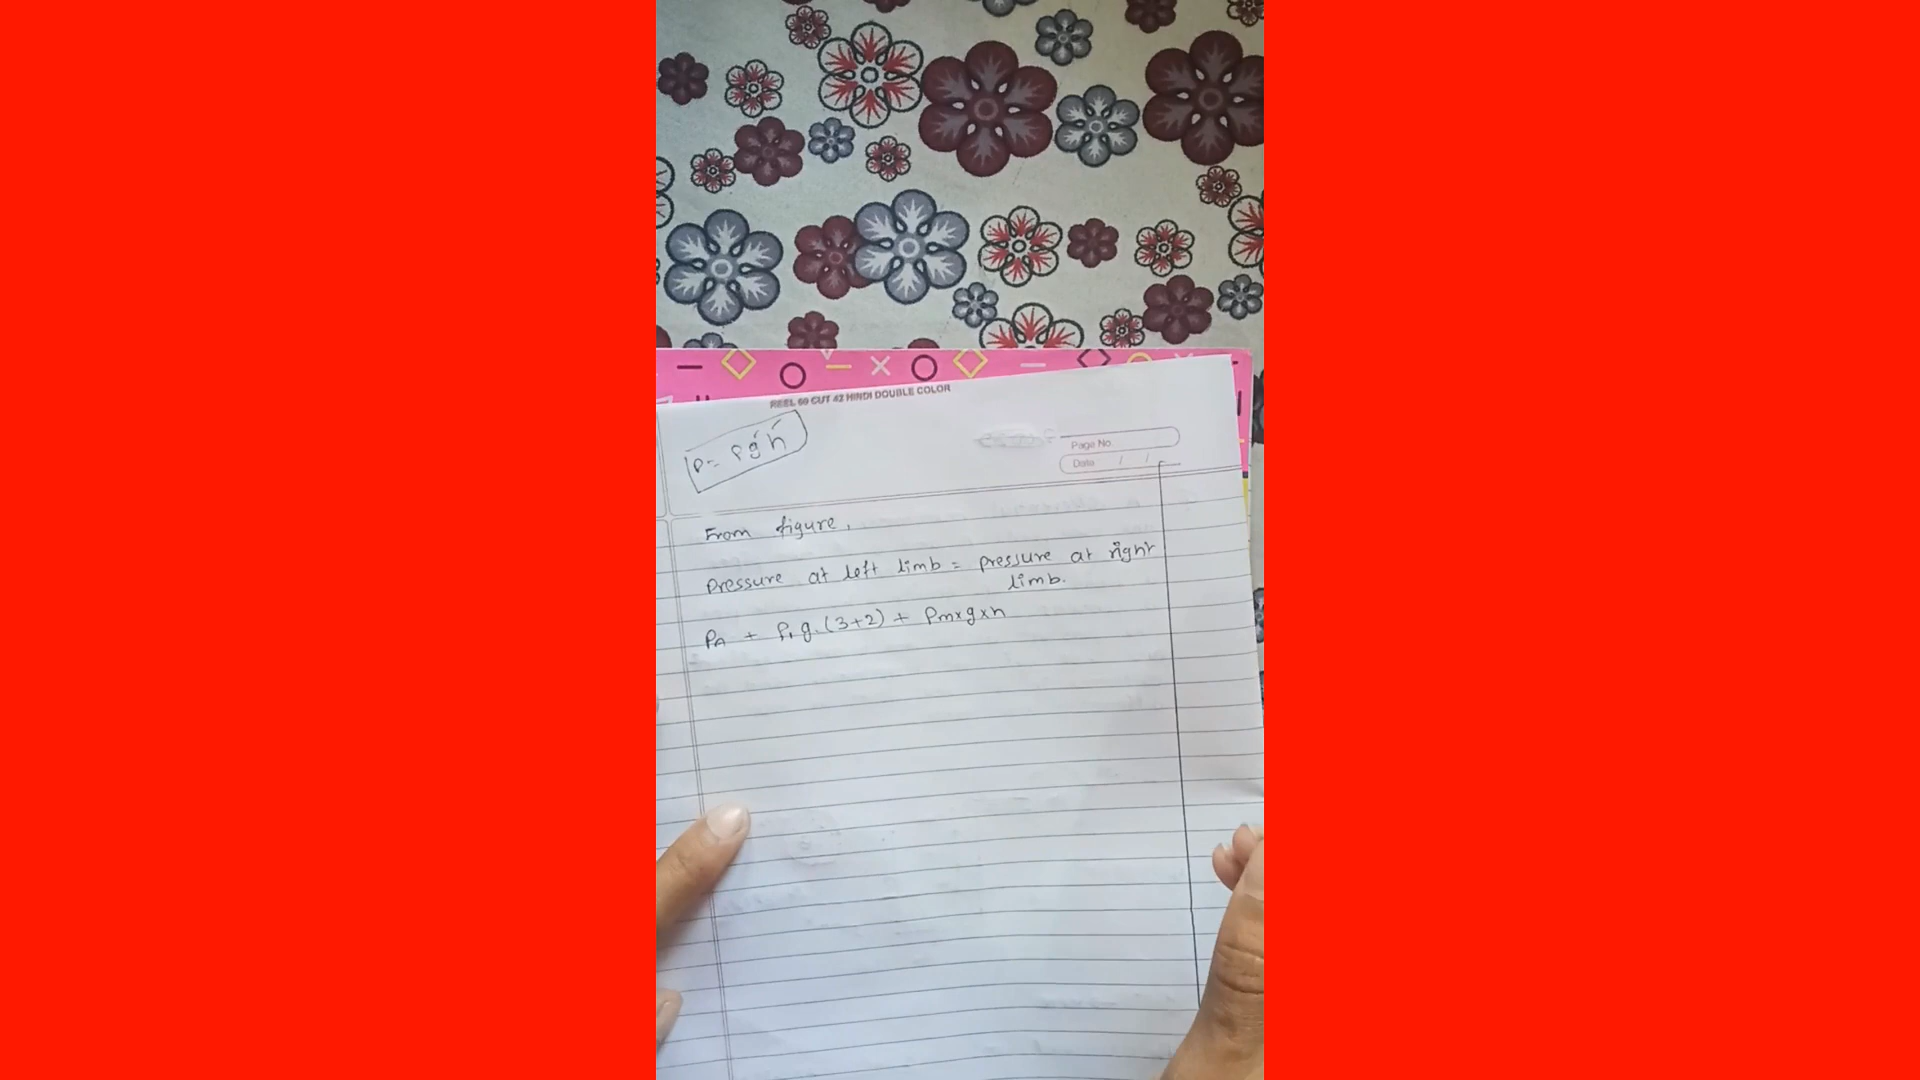 REEL 60 CUT 42 HINDI DOUBLE COLOR
P = ρgh
Page No.
Date / /
From figure,
pressure at left limb = pressure at right
limb.
PA + ρ1g.(3+2) + ρm×g×h